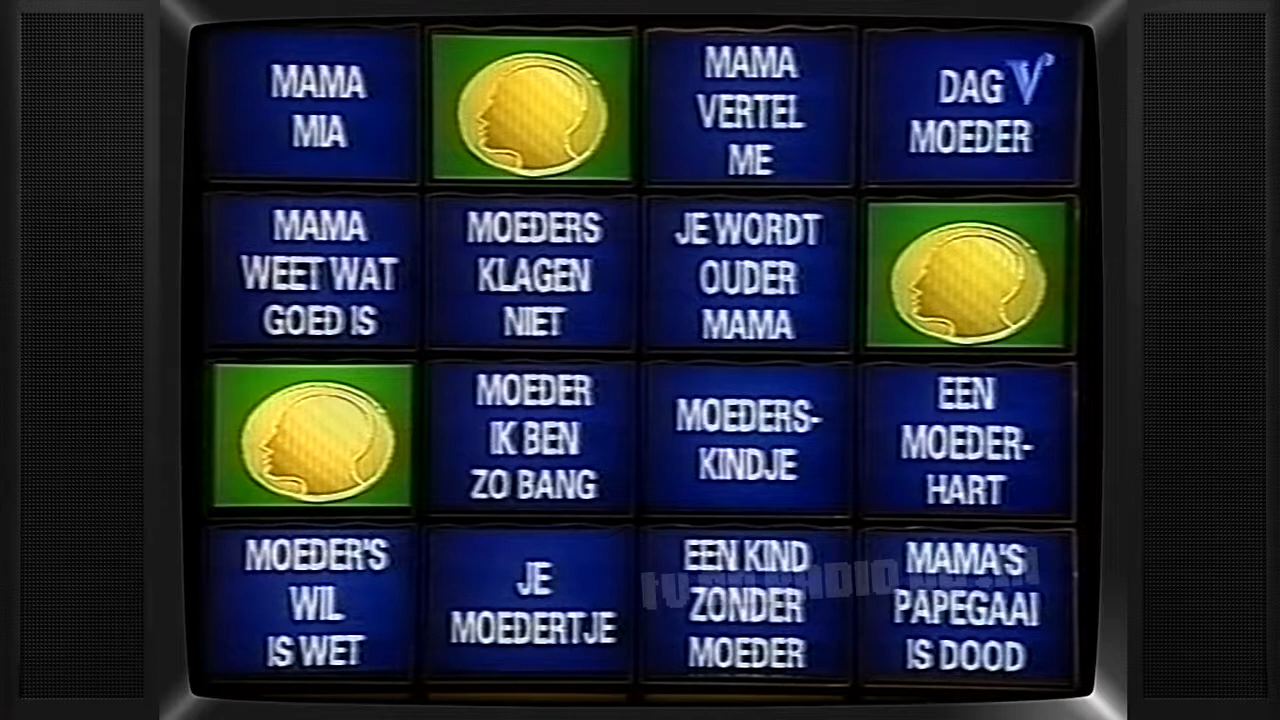 MAMA
MIA
MAMA
VERTEL
ME
DAG
MOEDER
MAMA
WEET WAT
GOED IS
MOEDERS
KLAGEN
NIET
JE WORDT
OUDER
MAMA
MOEDER
IK BEN
ZO BANG
MOEDERS-
KINDJE
EEN
MOEDER-
HART
MOEDER'S
WIL
IS WET
JE
MOEDERTJE
EEN KIND
ZONDER
MOEDER
MAMA'S
PAPEGAAI
IS DOOD